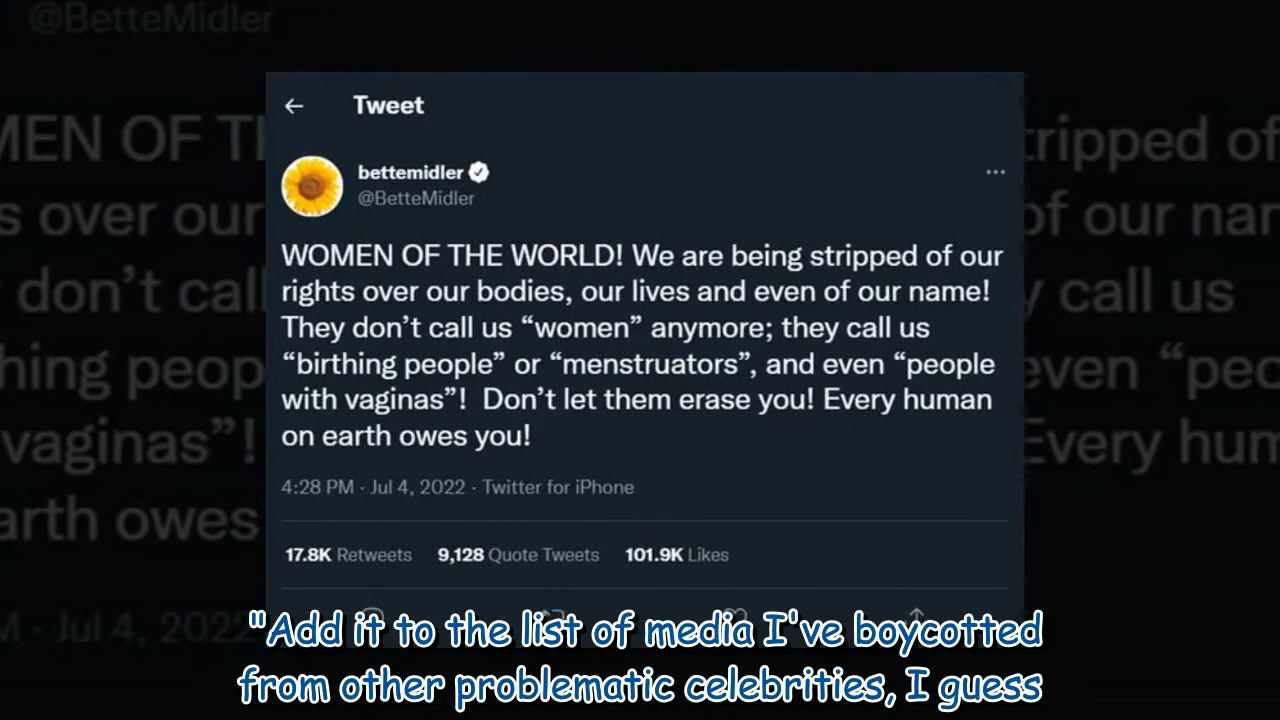 @BetteMidler
Tweet
bettemidler
@BetteMidler
WOMEN OF THE WORLD! We are being stripped of our
rights over our bodies, our lives and even of our name!
They don’t call us “women” anymore; they call us
“birthing people” or “menstruators”, and even “people
with vaginas”!  Don’t let them erase you! Every human
on earth owes you!
4:28 PM · Jul 4, 2022 · Twitter for iPhone
17.8K Retweets 9,128 Quote Tweets 101.9K Likes
"Add it to the list of media I've boycotted
from other problematic celebrities, I guess